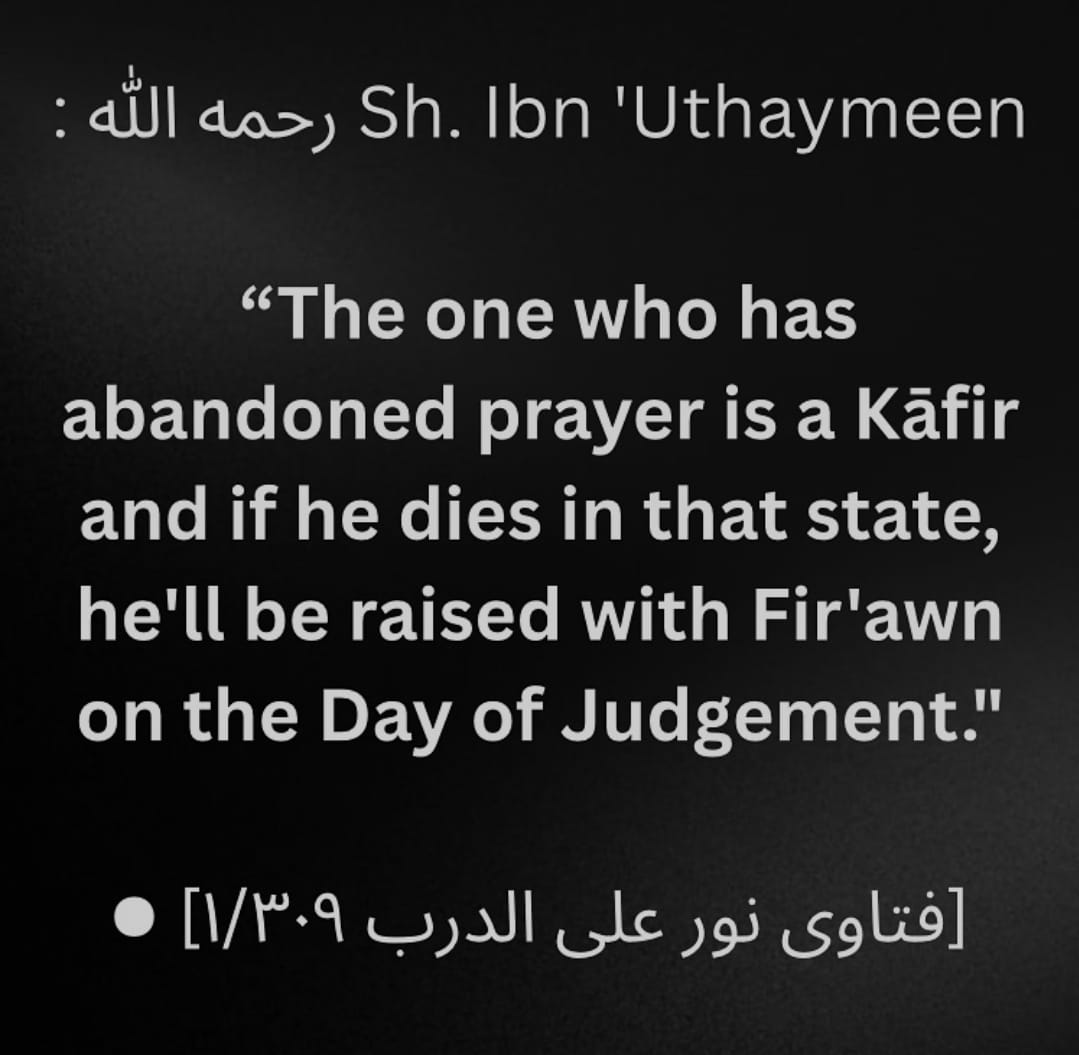 Sh. Ibn 'Uthaymeen رحمه الله :
“The one who has
abandoned prayer is a Kāfir
and if he dies in that state,
he'll be raised with Fir'awn
on the Day of Judgement."
● [فتاوى نور على الدرب ١/٣٠٩]